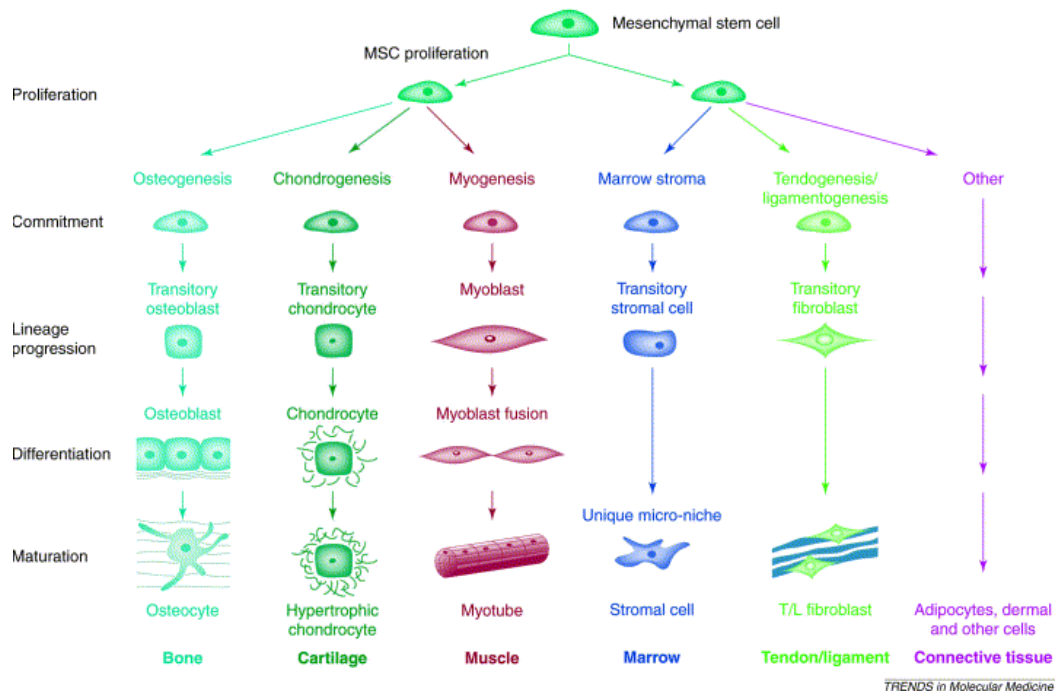 Mesenchymal stem cell
MSC proliferation
Proliferation
Osteogenesis
Chondrogenesis
Myogenesis
Marrow stroma
Tendogenesis/
ligamentogenesis
Other
Commitment
Transitory
osteoblast
Transitory
chondrocyte
Myoblast
Transitory
stromal cell
Transitory
fibroblast
Lineage
progression
Osteoblast
Chondrocyte
Myoblast fusion
Differentiation
Unique micro-niche
Maturation
Osteocyte
Hypertrophic
chondrocyte
Myotube
Stromal cell
T/L fibroblast
Adipocytes, dermal
and other cells
Bone
Cartilage
Muscle
Marrow
Tendon/ligament
Connective tissue
TRENDS in Molecular Medicine